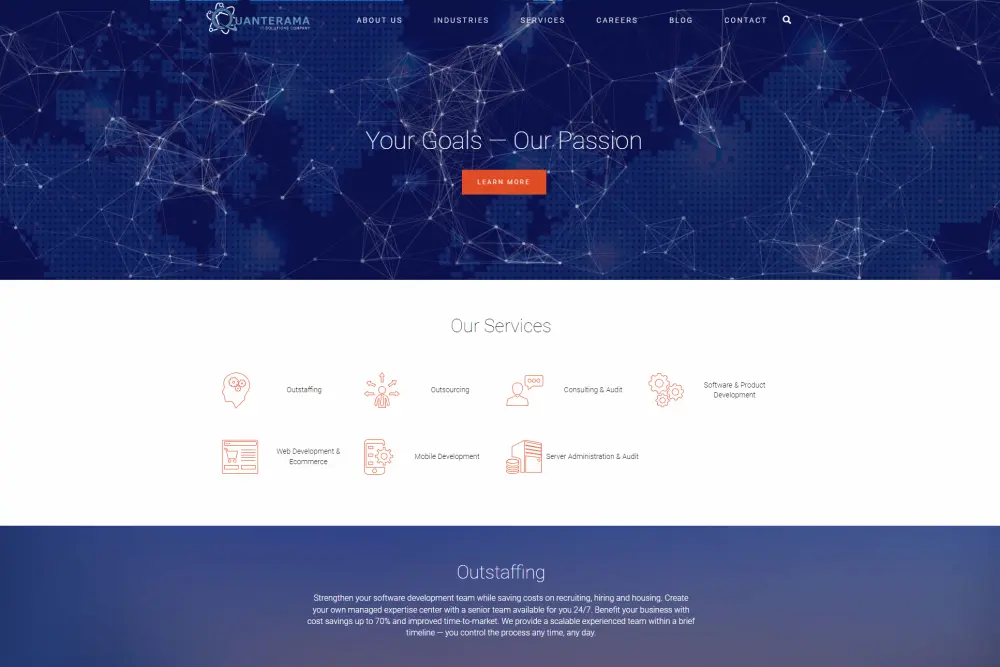 QUANTERAMA
IT SOLUTIONS COMPANY
ABOUT US
INDUSTRIES
SERVICES
CAREERS
BLOG
CONTACT
Your Goals — Our Passion
LEARN MORE
Our Services
Outstaffing
Outsourcing
Consulting & Audit
Software & Product
Development
Web Development &
Ecommerce
Mobile Development
Server Administration & Audit
Outstaffing
Strengthen your software development team while saving costs on recruiting, hiring and housing. Create
your own managed expertise center with a senior team available for you 24/7. Benefit your business with
cost savings up to 70% and improved time-to-market. We provide a scalable experienced team within a brief
timeline — you control the process any time, any day.